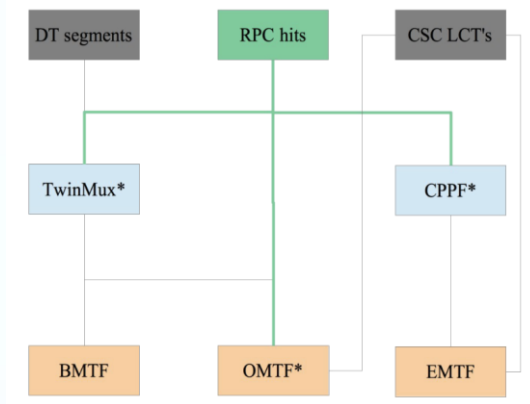 DT segments
RPC hits
CSC LCT's
TwinMux*
CPPF*
BMTF
OMTF*
EMTF